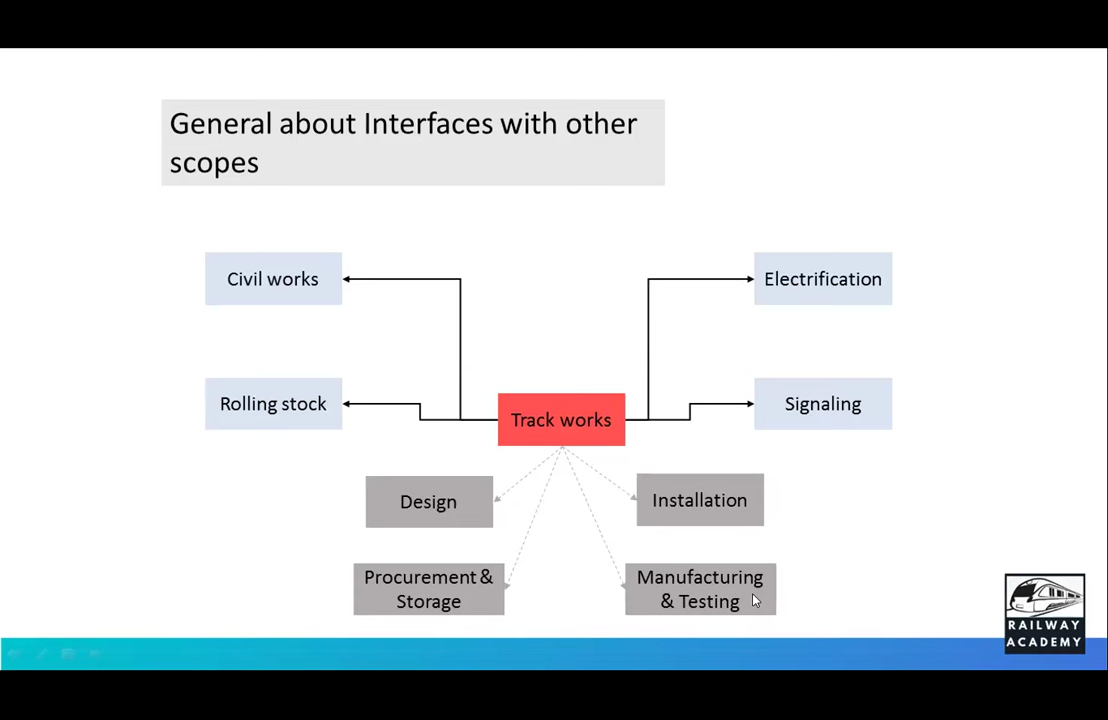 General about Interfaces with other
scopes
Civil works
Electrification
Rolling stock
Signaling
Track works
Design
Installation
Procurement &
Storage
Manufacturing
& Testing
RAILWAY
ACADEMY